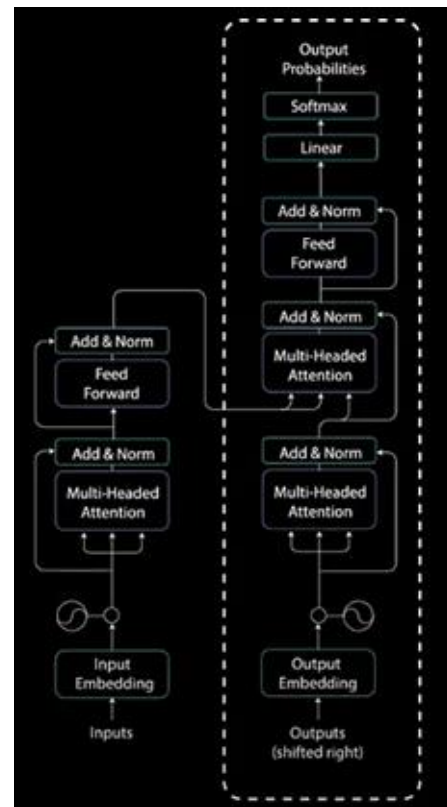 Output
Probabilities
Softmax
Linear
Add & Norm
Feed
Forward
Add & Norm
Multi-Headed
Attention
Add & Norm
Multi-Headed
Attention
Output
Embedding
Outputs
(shifted right)
Add & Norm
Feed
Forward
Add & Norm
Multi-Headed
Attention
Input
Embedding
Inputs